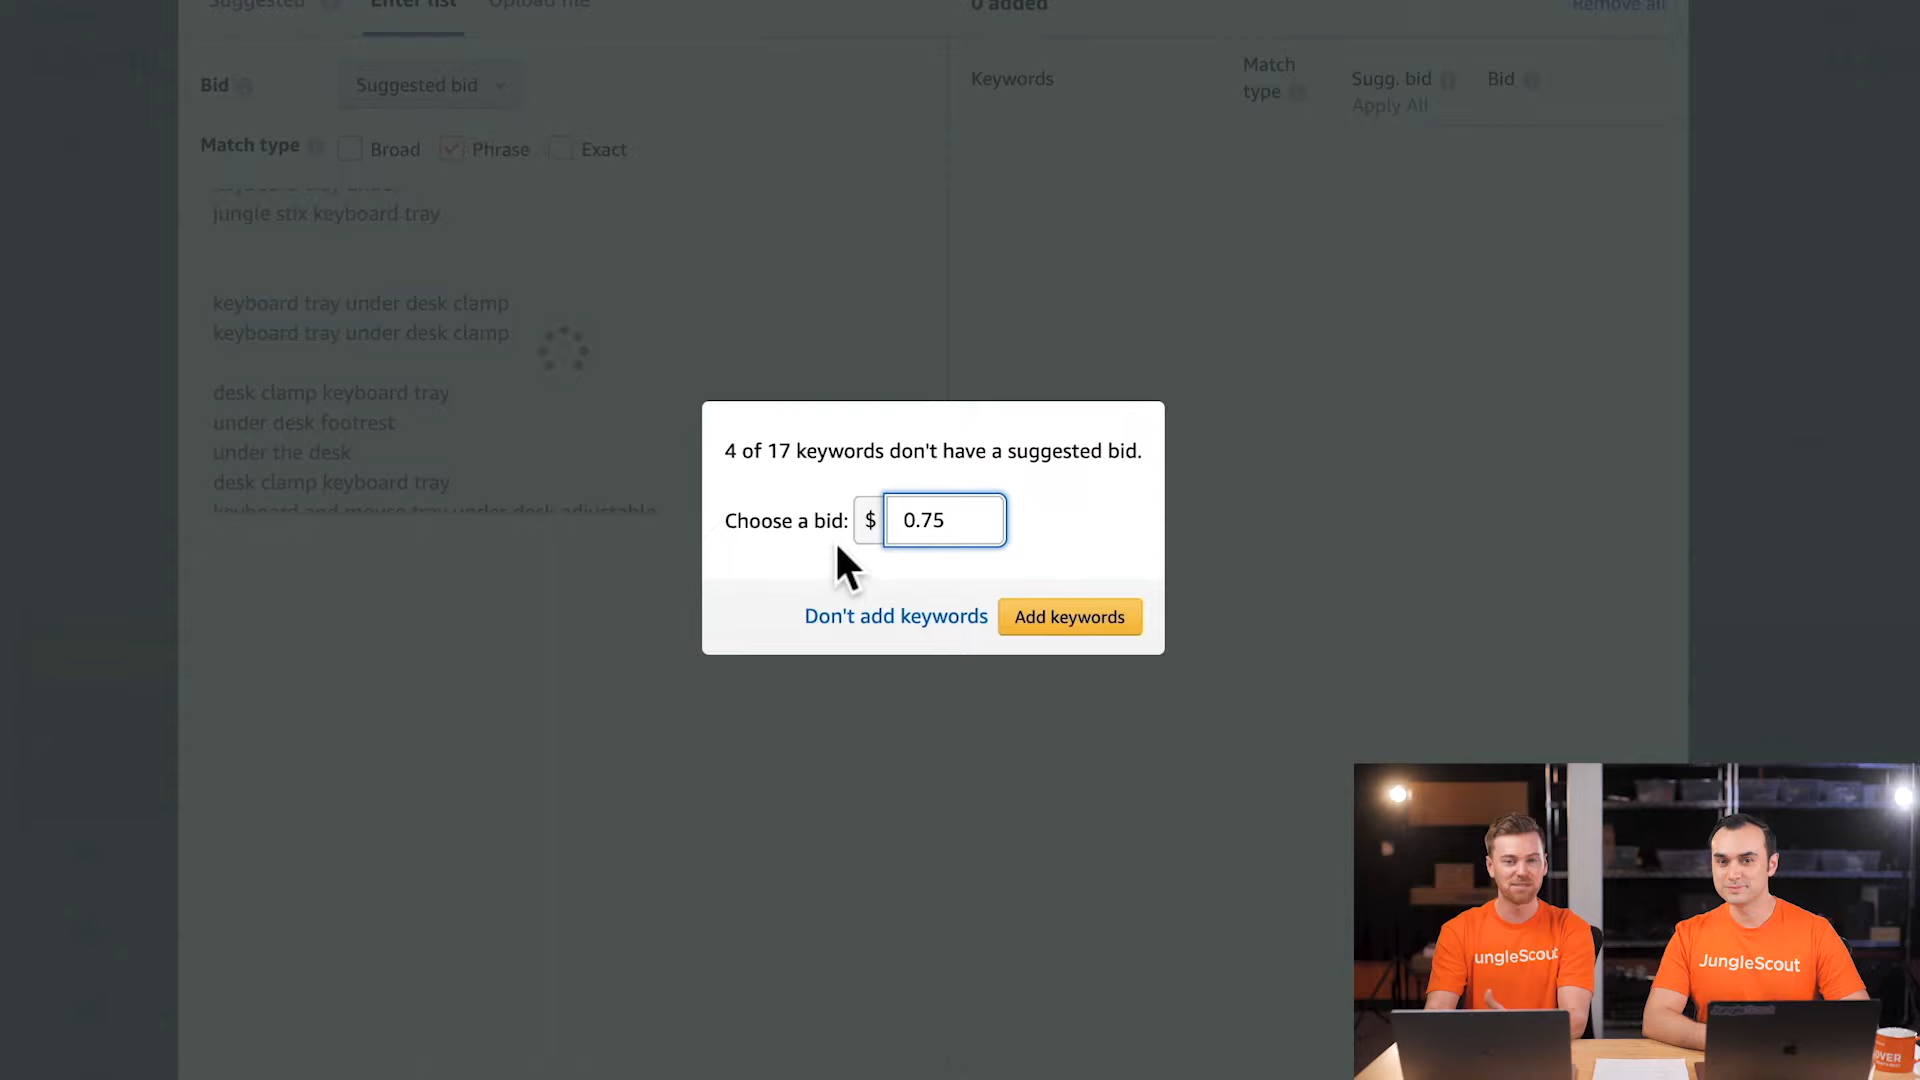 Suggested
Enter list
Upload file
0 added
Remove all
Bid
Suggested bid
Match type
Broad
Phrase
Exact
Keywords
Match
type
Sugg. bid
Apply All
Bid
jungle stix keyboard tray
keyboard tray under desk clamp
keyboard tray under desk clamp
desk clamp keyboard tray
under desk footrest
under the desk
desk clamp keyboard tray
keyboard and mouse tray under desk adjustable
4 of 17 keywords don't have a suggested bid.
Choose a bid: $ 0.75
Don't add keywords
Add keywords
ungleScout
JungleScout
JungleScout
OVER